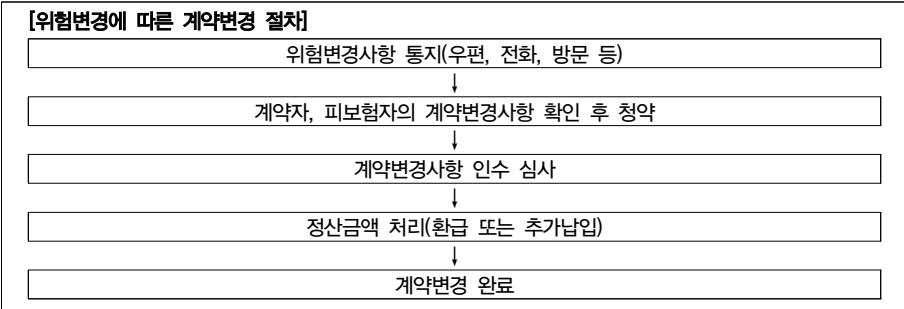 [위험변경에 따른 계약변경 절차]
위험변경사항 통지(우편, 전화, 방문 등)
↓
계약자, 피보험자의 계약변경사항 확인 후 청약
↓
계약변경사항 인수 심사
↓
정산금액 처리(환급 또는 추가납입)
↓
계약변경 완료